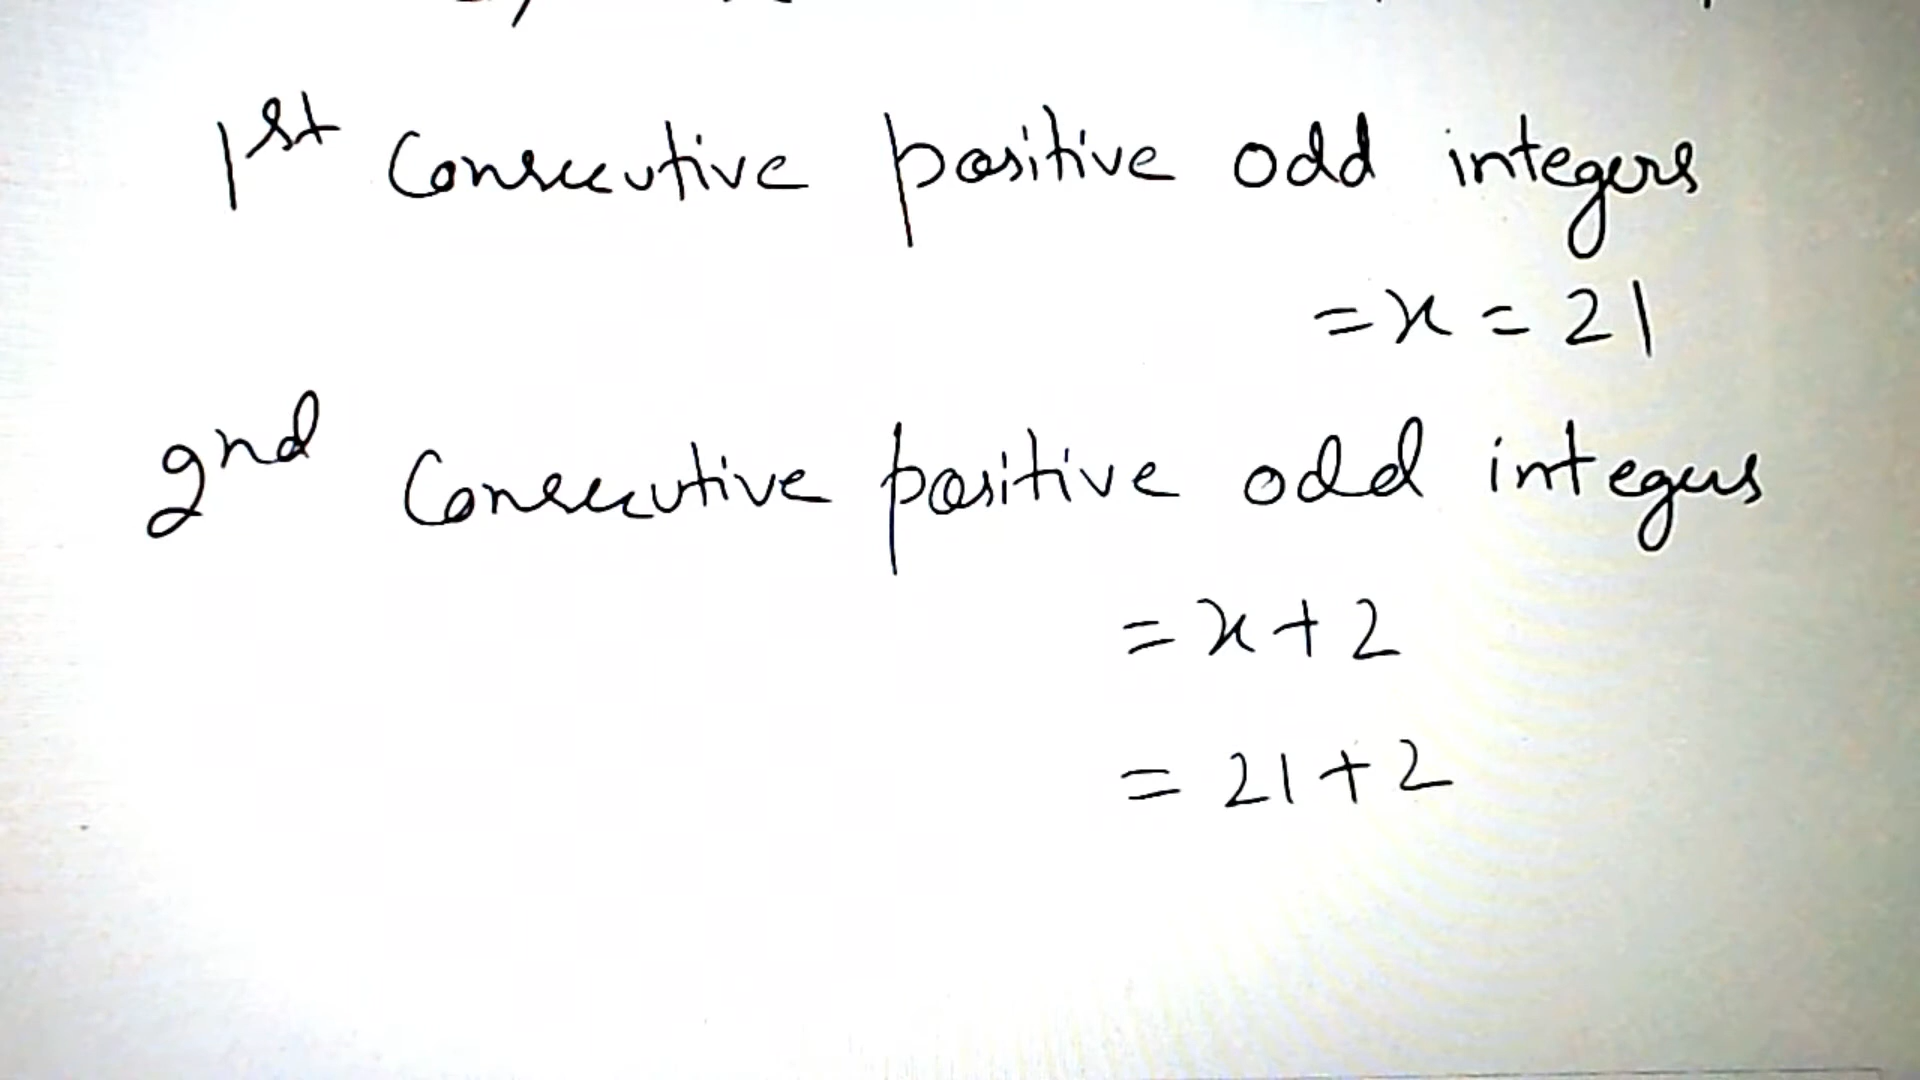 1st Consecutive positive odd integers
= x = 21
2nd Consecutive positive odd integers
= x + 2
= 21 + 2